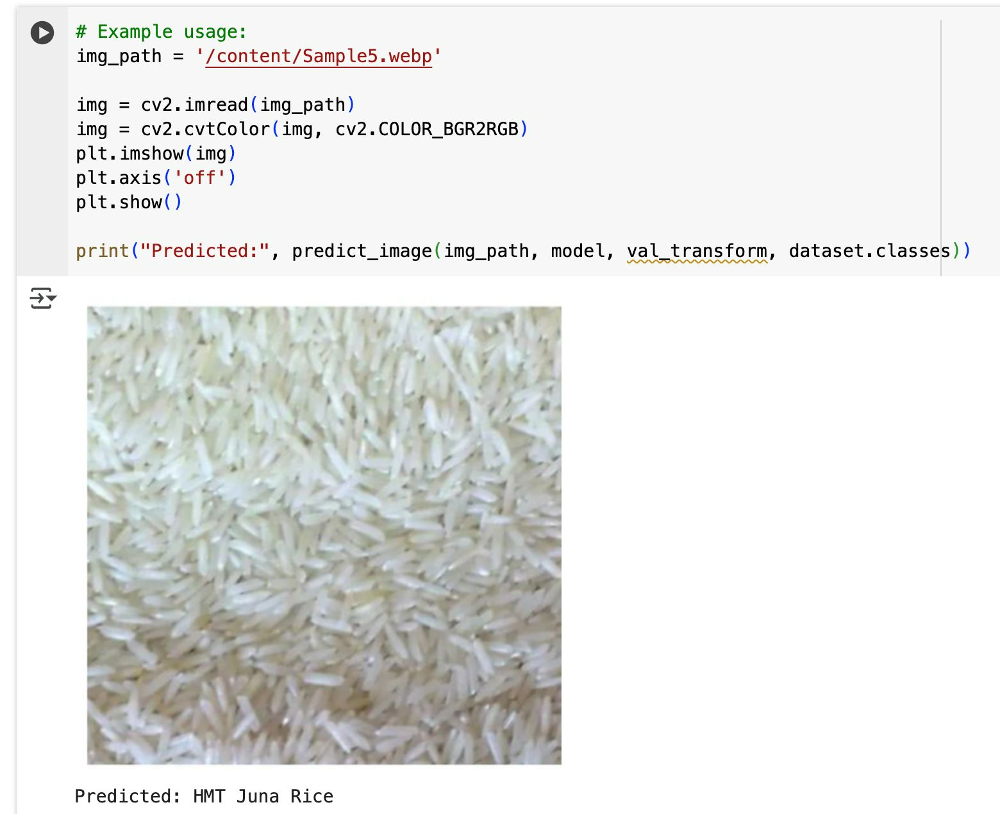 # Example usage:
img_path = '/content/Sample5.webp'
img = cv2.imread(img_path)
img = cv2.cvtColor(img, cv2.COLOR_BGR2RGB)
plt.imshow(img)
plt.axis('off')
plt.show()
print("Predicted:", predict_image(img_path, model, val_transform, dataset.classes))
Predicted: HMT Juna Rice